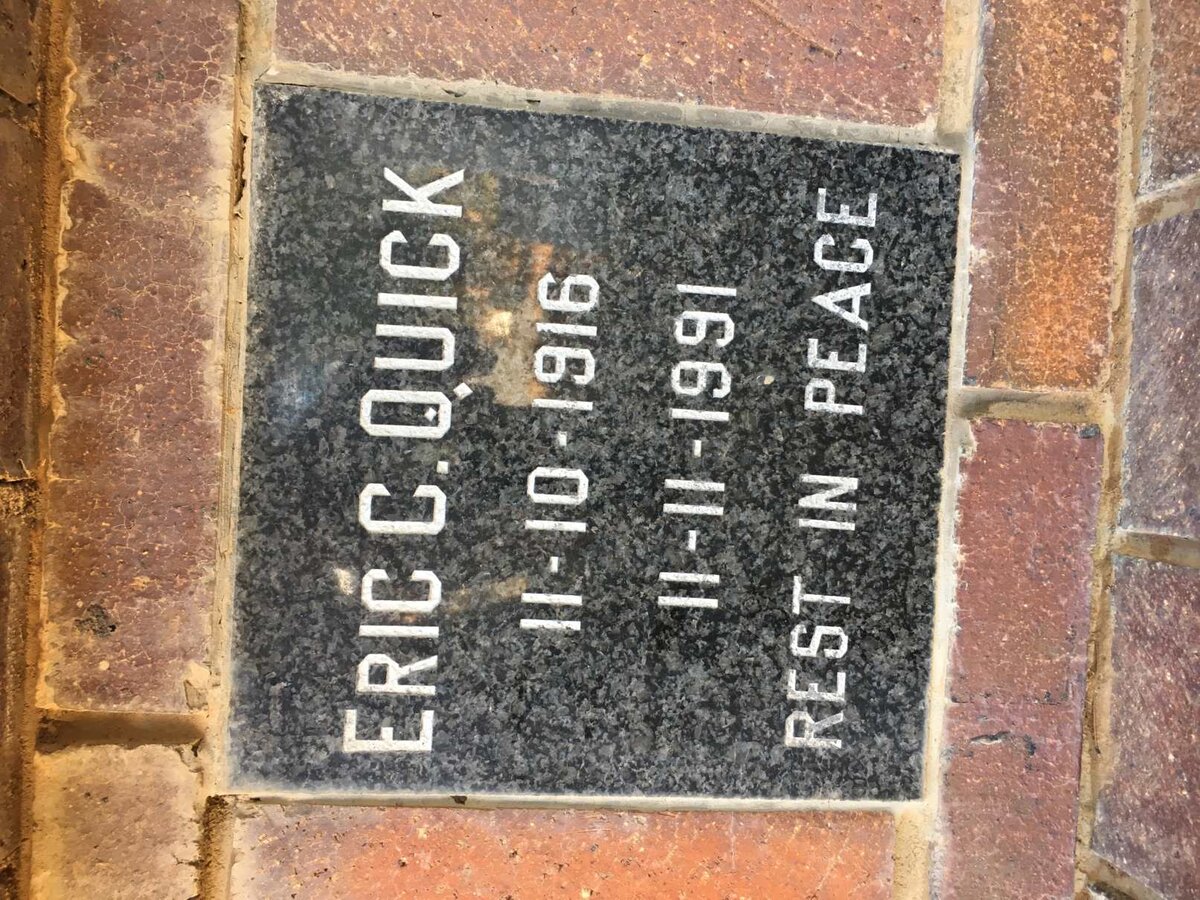 ERIC C. QUICK
11-10-1916
11-11-1991
REST IN PEACE